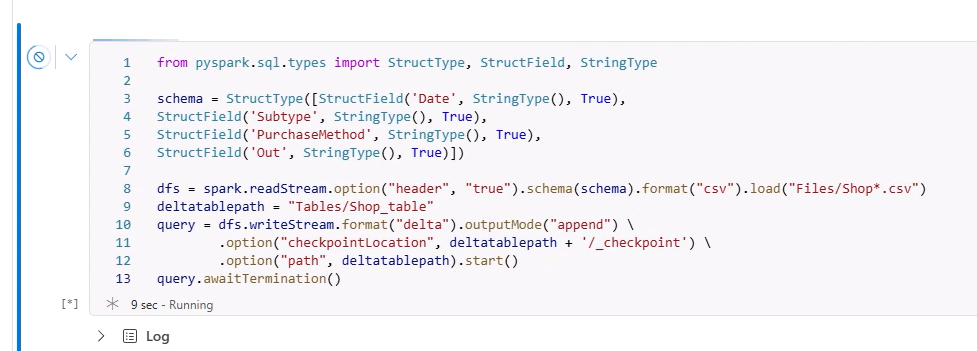 1 from pyspark.sql.types import StructType, StructField, StringType
2
3 schema = StructType([StructField('Date', StringType(), True),
4 StructField('Subtype', StringType(), True),
5 StructField('PurchaseMethod', StringType(), True),
6 StructField('Out', StringType(), True)])
7
8 dfs = spark.readStream.option("header", "true").schema(schema).format("csv").load("Files/Shop*.csv")
9 deltatablepath = "Tables/Shop_table"
10 query = dfs.writeStream.format("delta").outputMode("append") \
11 .option("checkpointLocation", deltatablepath + '/_checkpoint') \
12 .option("path", deltatablepath).start()
13 query.awaitTermination()
[*] 9 sec - Running
Log